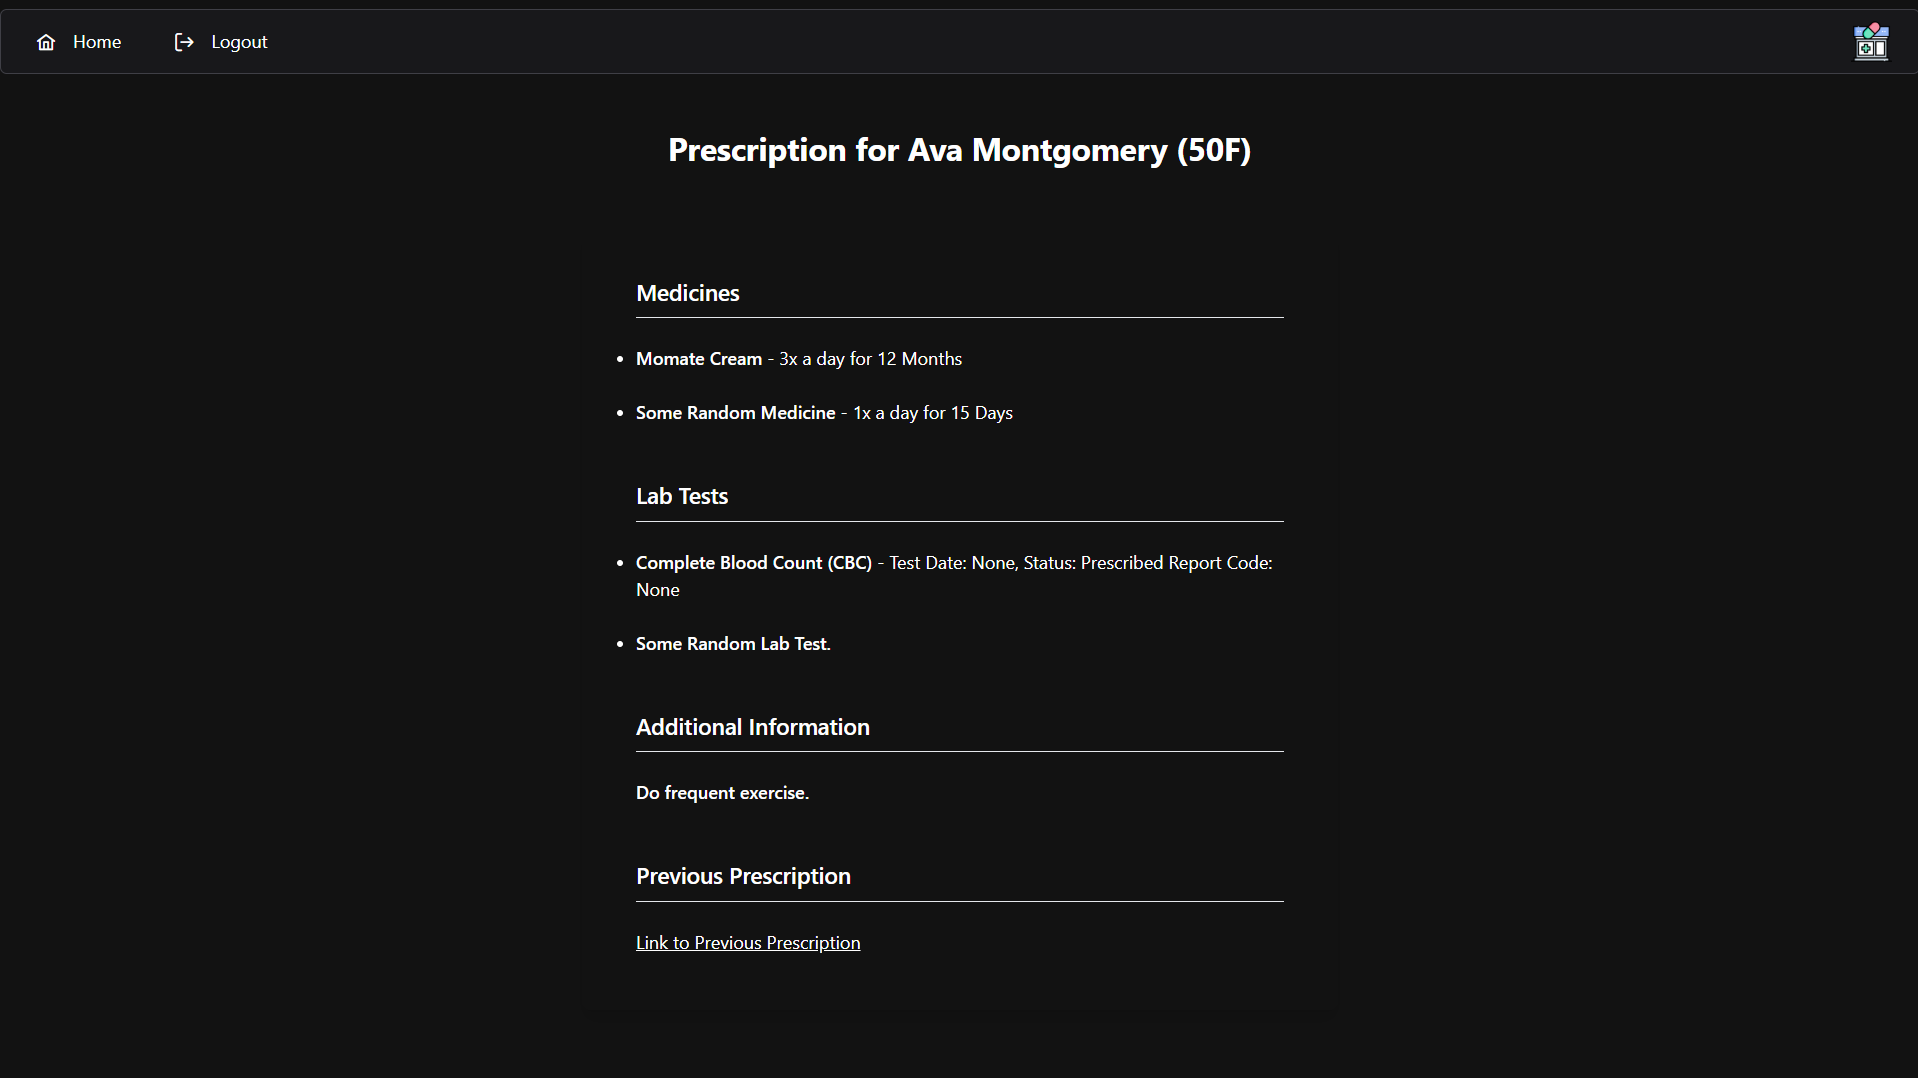 Home
Logout
Prescription for Ava Montgomery (50F)
Medicines
Momate Cream - 3x a day for 12 Months
Some Random Medicine - 1x a day for 15 Days
Lab Tests
Complete Blood Count (CBC) - Test Date: None, Status: Prescribed Report Code:
None
Some Random Lab Test.
Additional Information
Do frequent exercise.
Previous Prescription
Link to Previous Prescription